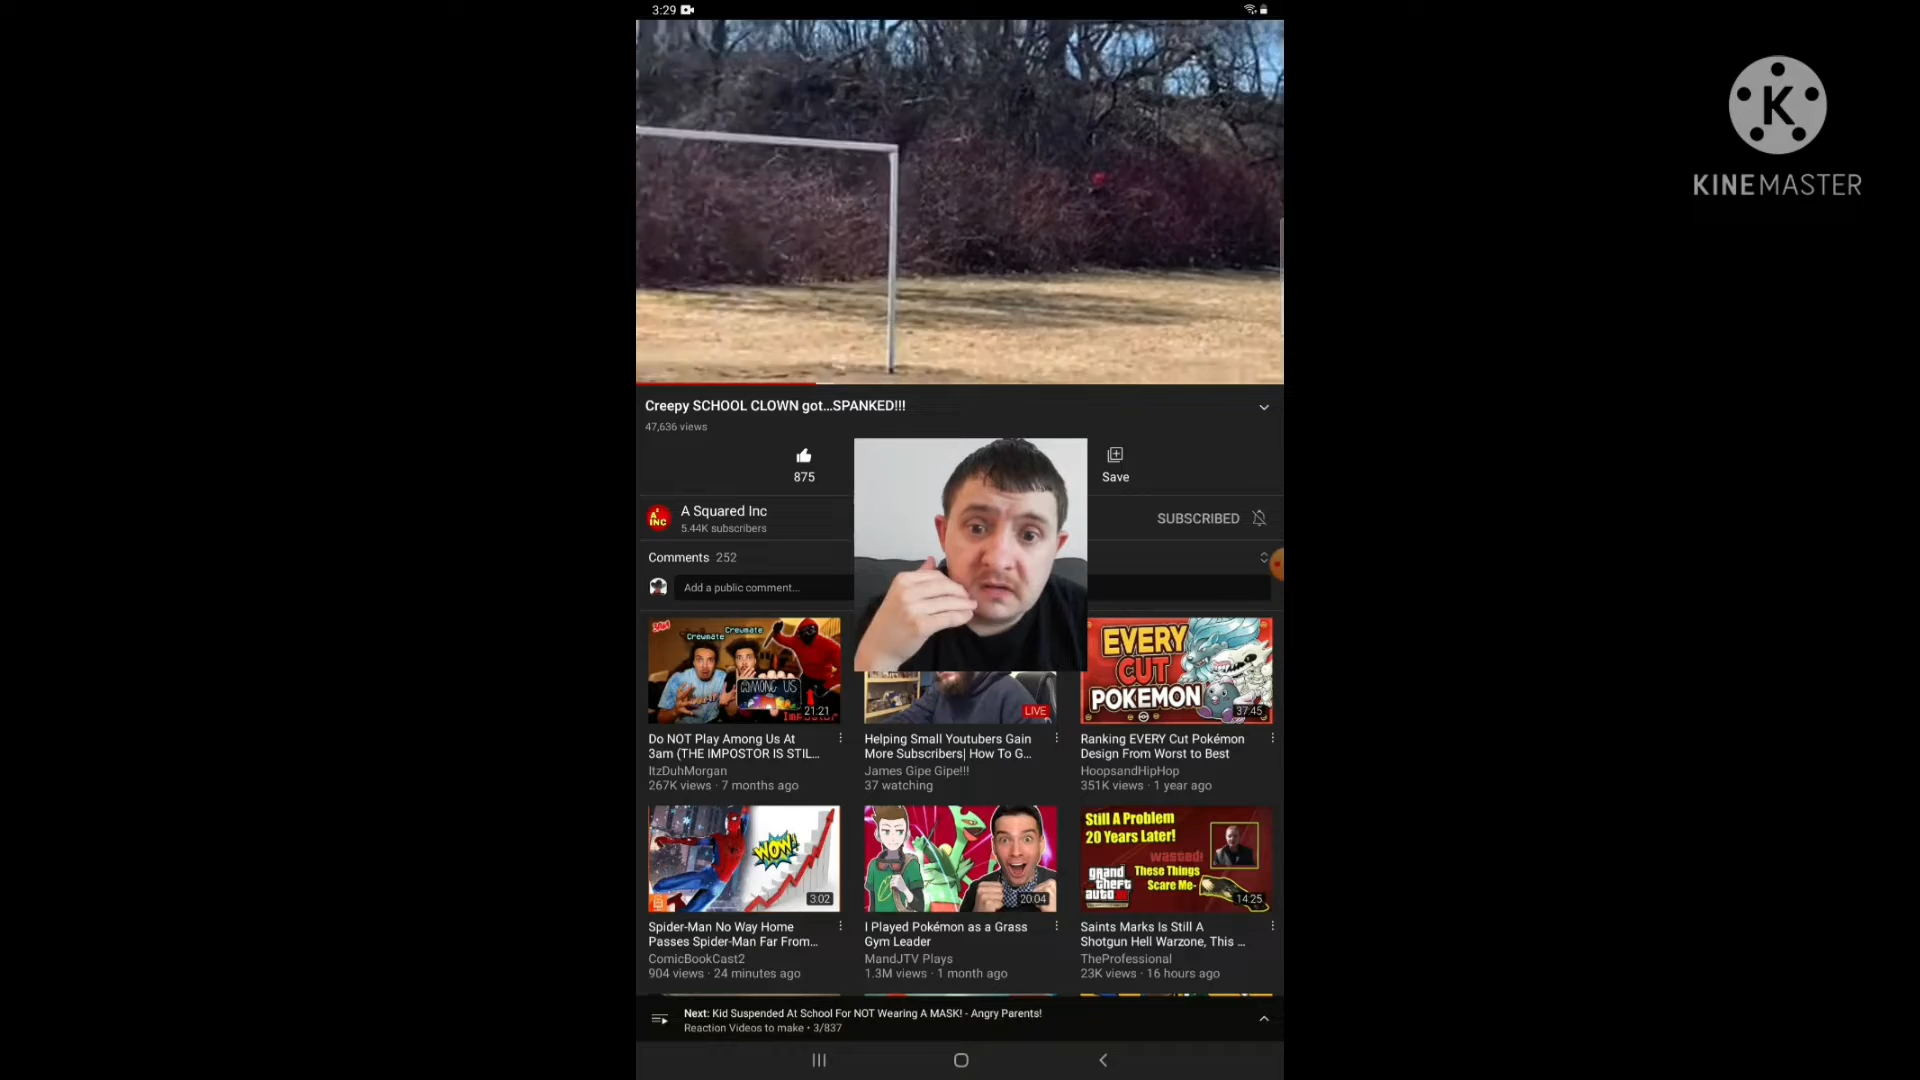 3:29
KINEMASTER
Creepy SCHOOL CLOWN got...SPANKED!!!
47,636 views
875
Save
A Squared Inc
5.44K subscribers
SUBSCRIBED
Comments 252
Add a public comment...
3AM
Crewmate Crewmate
AMONG US
21:21
LIVE
EVERY
CUT
POKEMON
37:45
Do NOT Play Among Us At
3am (THE IMPOSTOR IS STIL...
ItzDuhMorgan
267K views · 7 months ago
Helping Small Youtubers Gain
More Subscribers| How To G...
James Gipe Gipe!!!
37 watching
Ranking EVERY Cut Pokémon
Design From Worst to Best
HoopsandHipHop
351K views · 1 year ago
WOW!
3:02
20:04
Still A Problem
20 Years Later!
wasted!
These Things
Scare Me-
grand
theft
auto
14:25
Spider-Man No Way Home
Passes Spider-Man Far From...
ComicBookCast2
904 views · 24 minutes ago
I Played Pokémon as a Grass
Gym Leader
MandJTV Plays
1.3M views · 1 month ago
Saints Marks Is Still A
Shotgun Hell Warzone, This ...
TheProfessional
23K views · 16 hours ago
Next: Kid Suspended At School For NOT Wearing A MASK! - Angry Parents!
Reaction Videos to make · 3/837